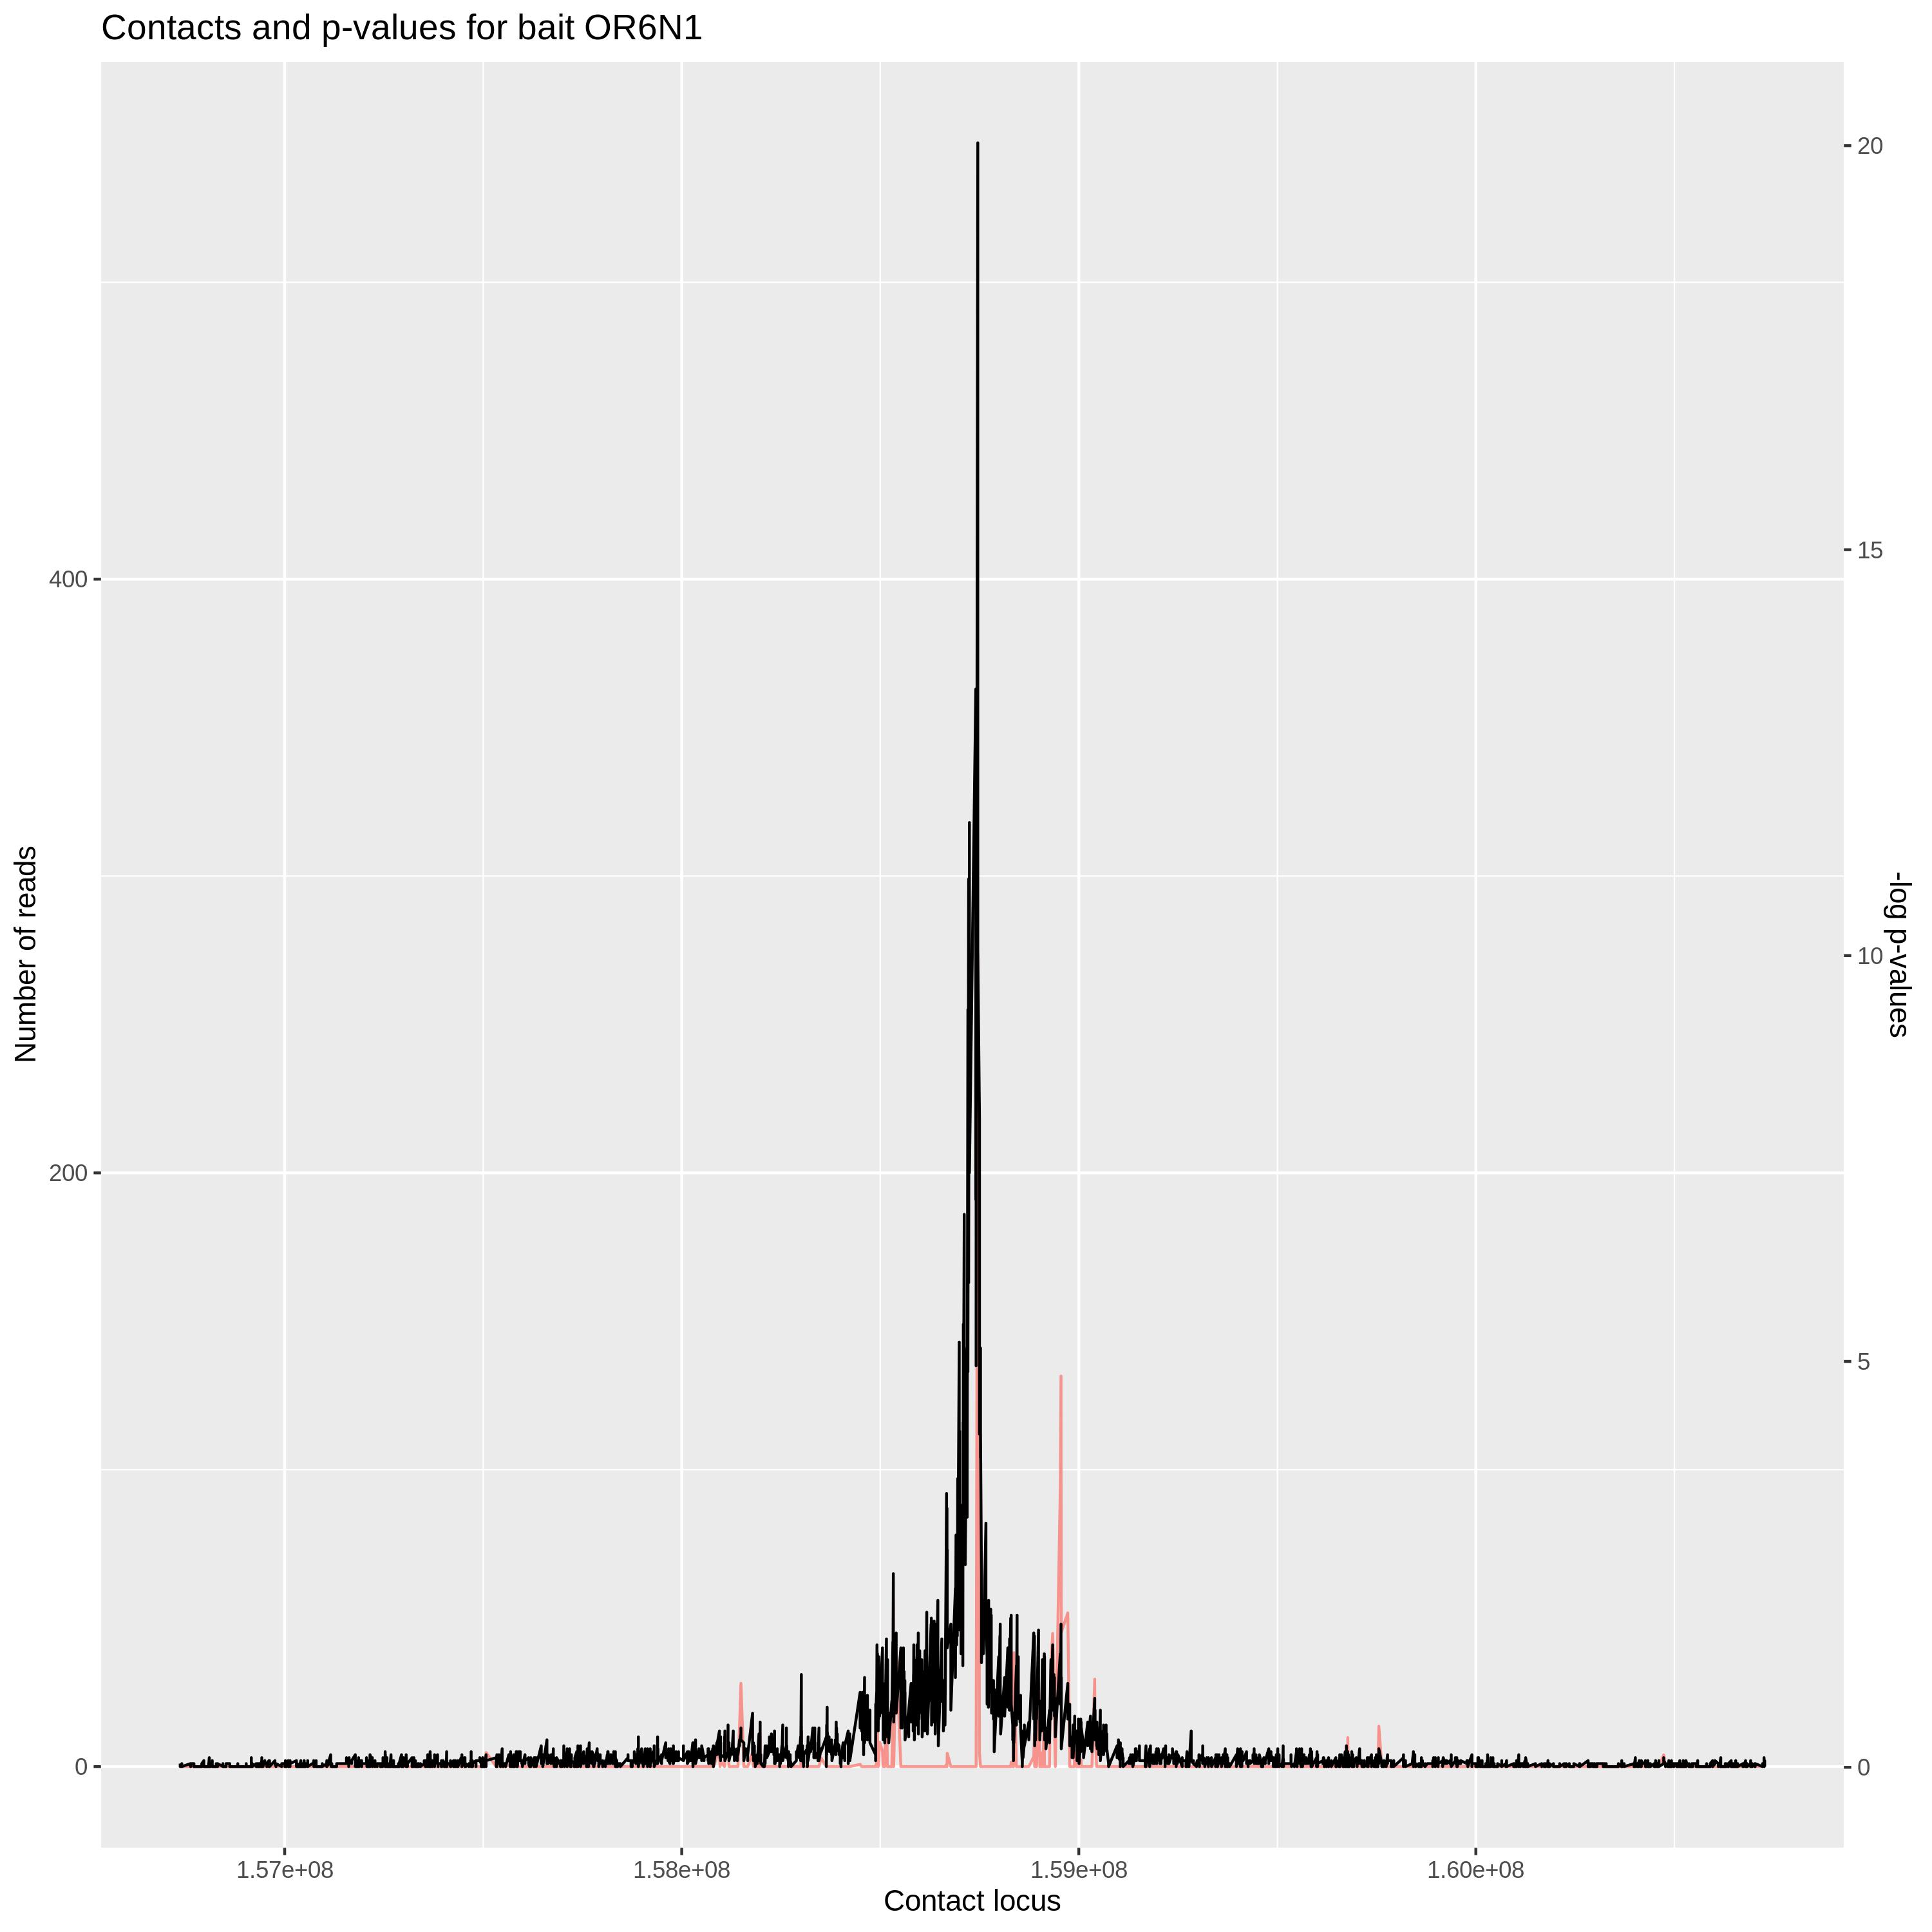 Contacts and p-values for bait OR6N1
Number of reads
400
200
0
20
15
10
5
0
-log p-values
1.57e+08
1.58e+08
1.59e+08
1.60e+08
Contact locus